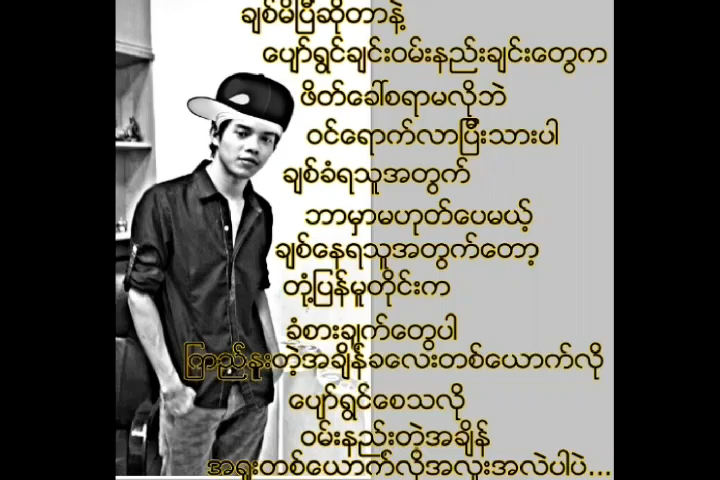 ချစ်မိပြီဆိုတာနဲ့
ပျော်ရွှင်ချင်းဝမ်းနည်းချင်းတွေက
ဖိတ်ခေါ်စရာမလိုဘဲ
ဝင်ရောက်လာပြီးသားပါ
ချစ်ခံရသူအတွက်
ဘာမှာမဟုတ်ပေမယ့်
ချစ်နေရသူအတွက်တော့
တုံ့ပြန်မူတိုင်းက
ခံစားချက်တွေပါ
ကြာည်နူးတဲ့အချိန်ခလေးတစ်ယောက်လို
ပျော်ရွှင်စေသလို
ဝမ်းနည်းတဲအချိန်
အရူးတစ်ယောက်လိုအလူးအလဲပါပဲ...